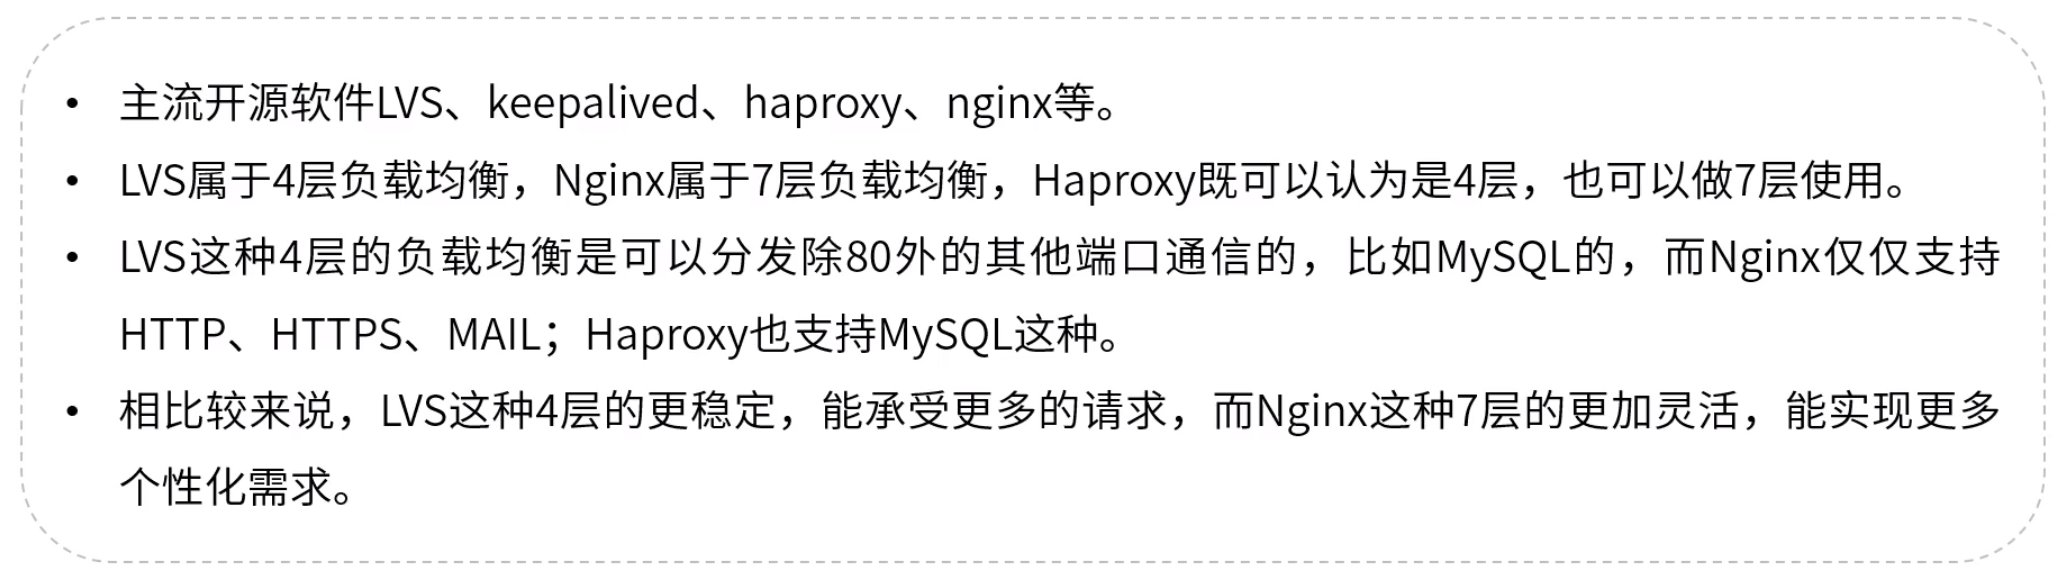 • 主流开源软件LVS、keepalived、haproxy、nginx等。
• LVS属于4层负载均衡，Nginx属于7层负载均衡，Haproxy既可以认为是4层，也可以做7层使用。
• LVS这种4层的负载均衡是可以分发除80外的其他端口通信的，比如MySQL的，而Nginx仅仅支持
HTTP、HTTPS、MAIL；Haproxy也支持MySQL这种。
• 相比较来说，LVS这种4层的更稳定，能承受更多的请求，而Nginx这种7层的更加灵活，能实现更多
个性化需求。